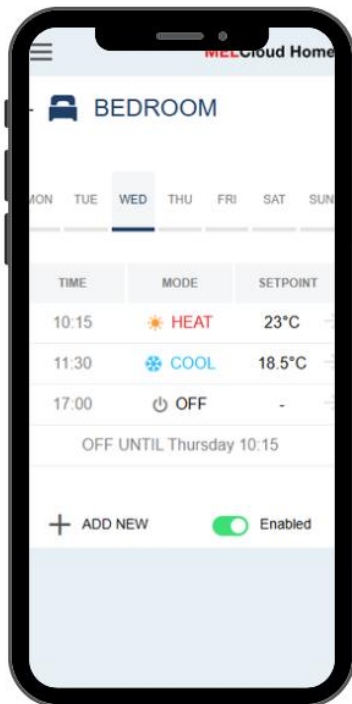 MELCloud Home
BEDROOM
MON TUE WED THU FRI SAT SUN
TIME MODE SETPOINT
10:15 HEAT 23°C
11:30 COOL 18.5°C
17:00 OFF -
OFF UNTIL Thursday 10:15
ADD NEW Enabled